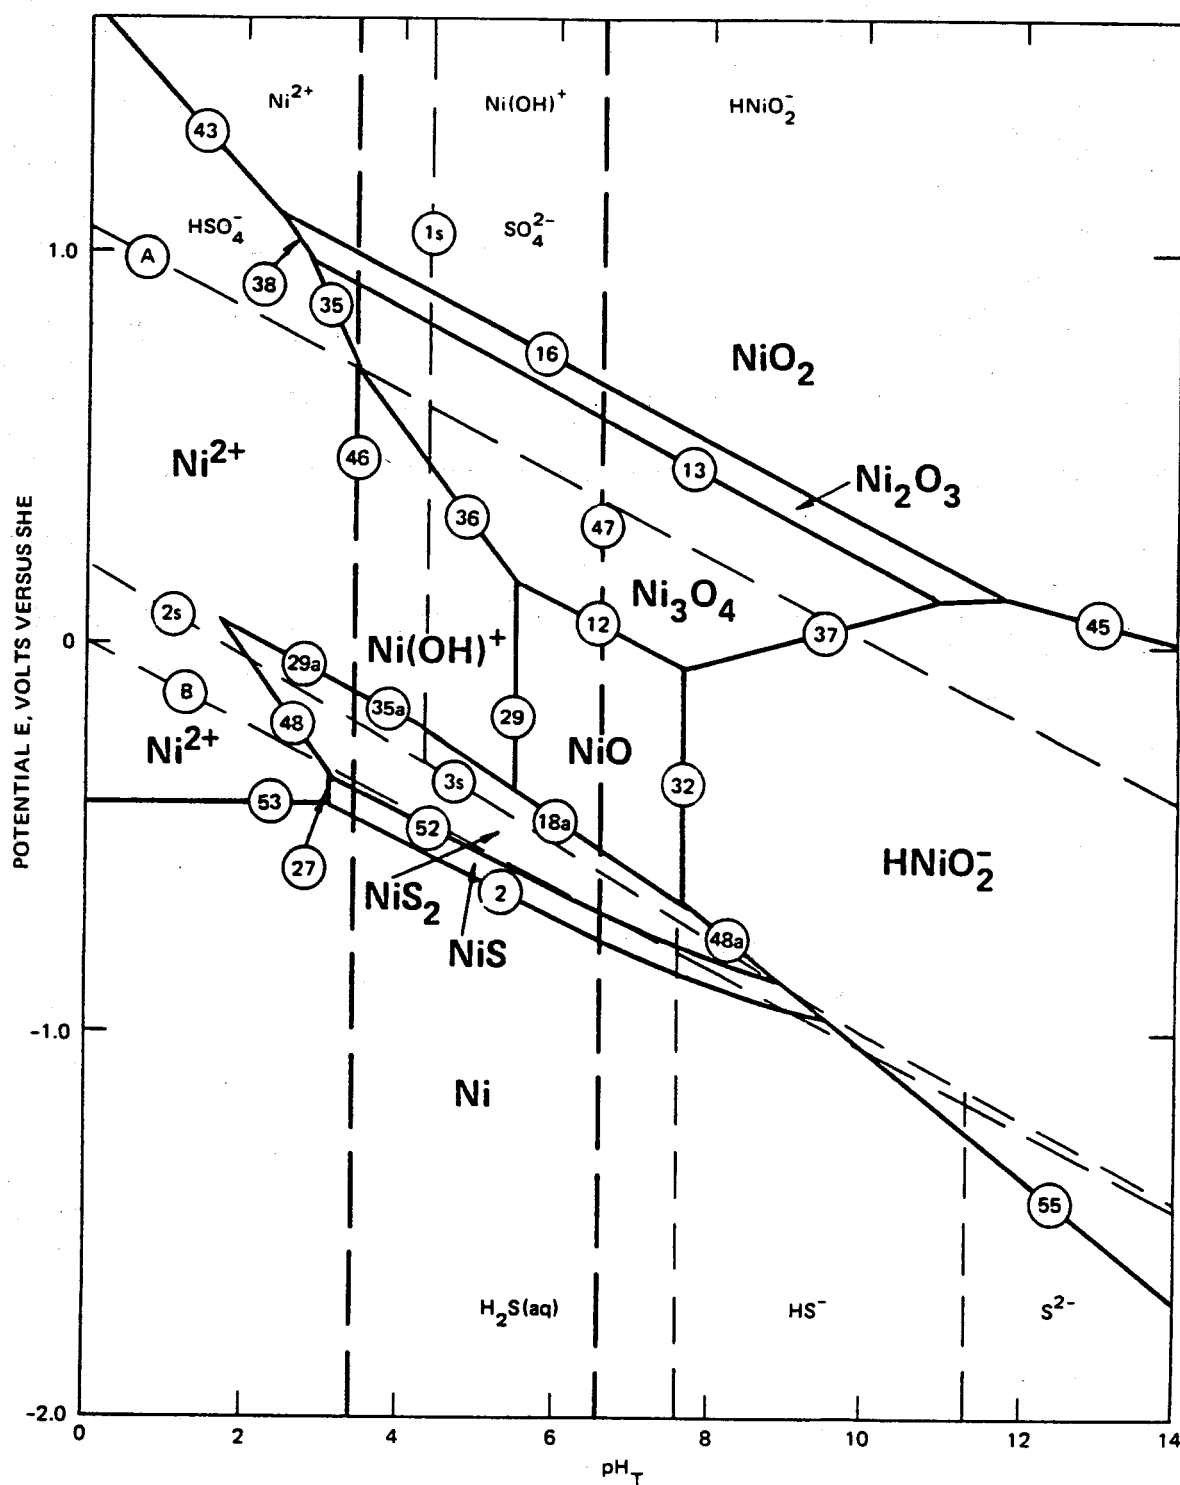 Ni2+
Ni(OH)+
HNiO2-
43
HSO4-
1s
SO42-
1.0
A
38
35
16
NiO2
Ni2+
46
13
Ni2O3
36
47
POTENTIAL E, VOLTS VERSUS SHE
2s
Ni3O4
12
37
45
0
Ni(OH)+
29a
B
35a
48
29
Ni2+
NiO
3s
32
53
18a
52
27
HNiO2-
NiS2
2
NiS
48a
-1.0
Ni
55
H2S(aq)
HS-
S2-
-2.0
0 2 4 6 8 10 12 14
pHT